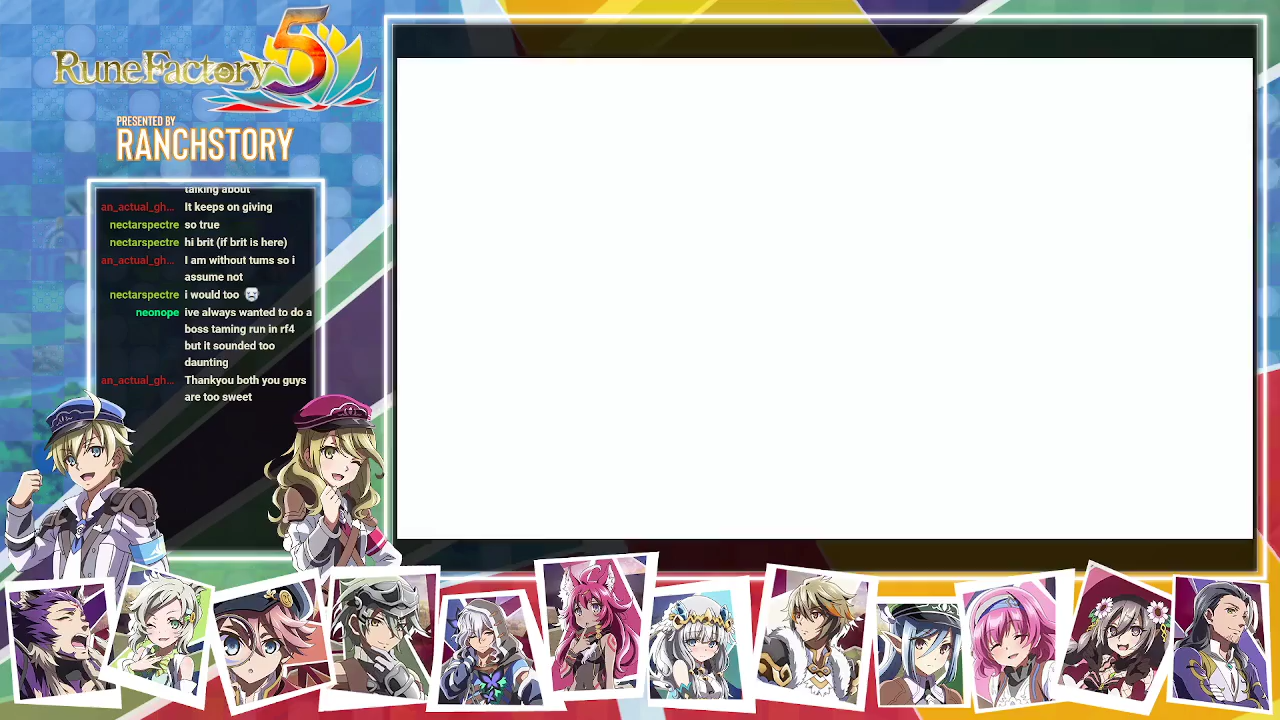 RuneFactory 5
PRESENTED BY
RANCHSTORY
talking about
an_actual_gh... It keeps on giving
nectarspectre so true
nectarspectre hi brit (if brit is here)
an_actual_gh... I am without tums so i
assume not
nectarspectre i would too
neonope ive always wanted to do a
boss taming run in rf4
but it sounded too
daunting
an_actual_gh... Thankyou both you guys
are too sweet